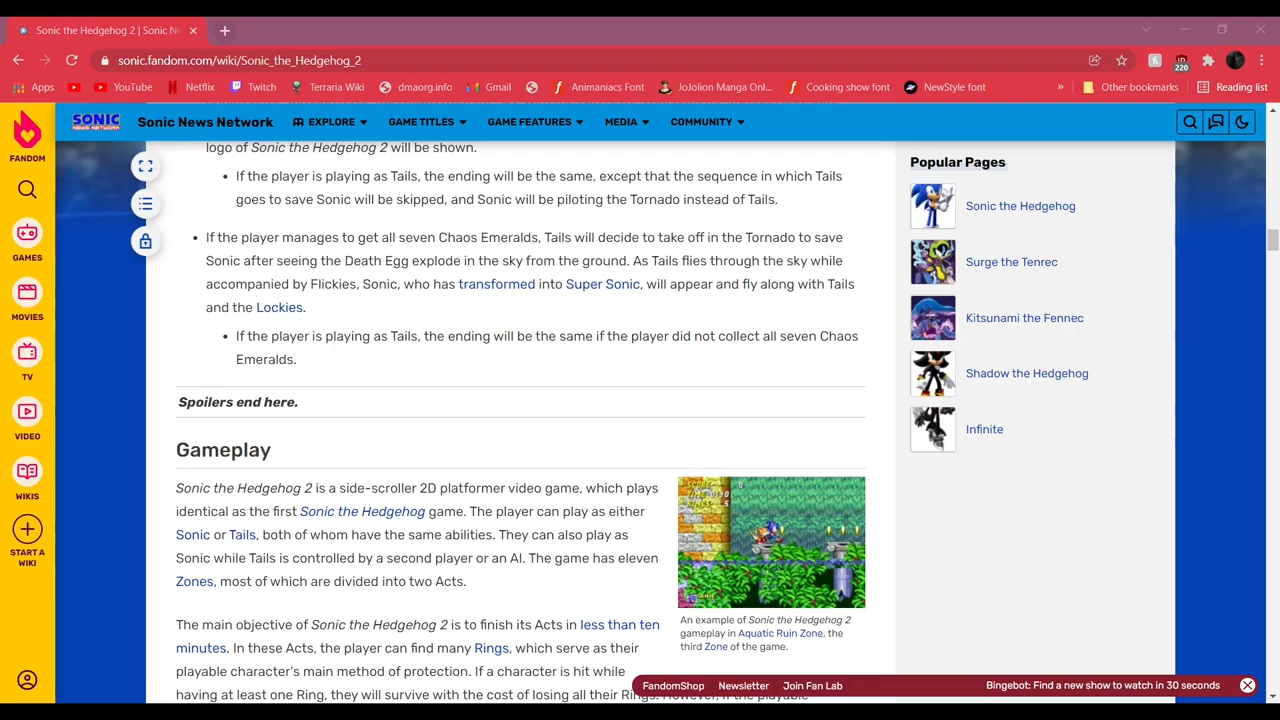 Sonic the Hedgehog 2 | Sonic Ne
sonic.fandom.com/wiki/Sonic_the_Hedgehog_2
220
Apps
YouTube
Netflix
Twitch
Terraria Wiki
dmaorg.info
Gmail
Animaniacs Font
JoJolion Manga Onl...
Cooking show font
NewStyle font
»
Other bookmarks
Reading list
FANDOM
GAMES
MOVIES
TV
VIDEO
WIKIS
START A
WIKI
SONIC
NEWS NETWORK
Sonic News Network
EXPLORE
GAME TITLES
GAME FEATURES
MEDIA
COMMUNITY
logo of Sonic the Hedgehog 2 will be shown.
• If the player is playing as Tails, the ending will be the same, except that the sequence in which Tails
goes to save Sonic will be skipped, and Sonic will be piloting the Tornado instead of Tails.
• If the player manages to get all seven Chaos Emeralds, Tails will decide to take off in the Tornado to save
Sonic after seeing the Death Egg explode in the sky from the ground. As Tails flies through the sky while
accompanied by Flickies, Sonic, who has transformed into Super Sonic, will appear and fly along with Tails
and the Lockies.
• If the player is playing as Tails, the ending will be the same if the player did not collect all seven Chaos
Emeralds.
Spoilers end here.
Gameplay
Sonic the Hedgehog 2 is a side-scroller 2D platformer video game, which plays
identical as the first Sonic the Hedgehog game. The player can play as either
Sonic or Tails, both of whom have the same abilities. They can also play as
Sonic while Tails is controlled by a second player or an AI. The game has eleven
Zones, most of which are divided into two Acts.
The main objective of Sonic the Hedgehog 2 is to finish its Acts in less than ten
minutes. In these Acts, the player can find many Rings, which serve as their
playable character's main method of protection. If a character is hit while
having at least one Ring, they will survive with the cost of losing all their Rings. However, if the playable
SCORE
TIME
RINGS
An example of Sonic the Hedgehog 2
gameplay in Aquatic Ruin Zone, the
third Zone of the game.
Popular Pages
Sonic the Hedgehog
Surge the Tenrec
Kitsunami the Fennec
Shadow the Hedgehog
Infinite
FandomShop
Newsletter
Join Fan Lab
Bingebot: Find a new show to watch in 30 seconds